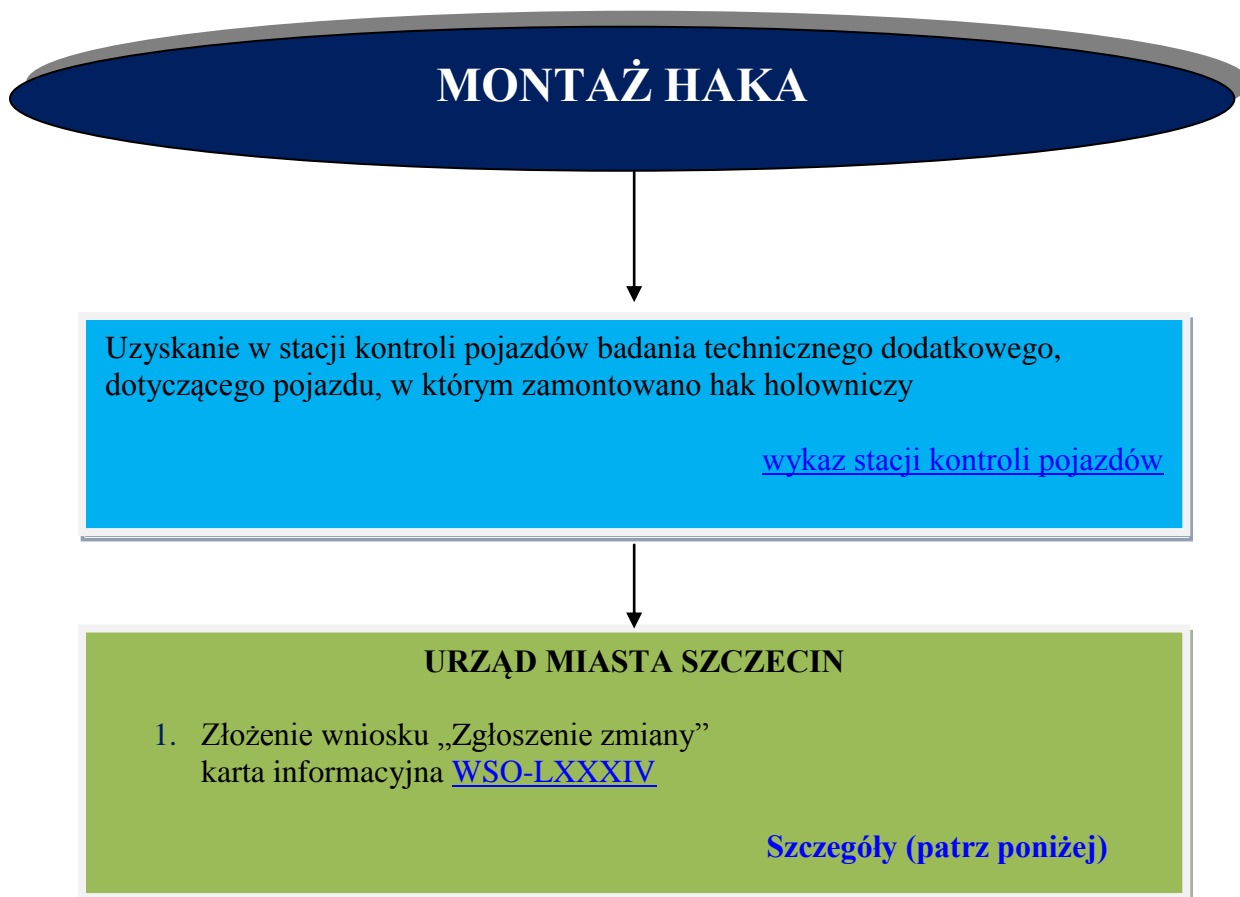 MONTAŻ HAKA
Uzyskanie w stacji kontroli pojazdów badania technicznego dodatkowego,
dotyczącego pojazdu, w którym zamontowano hak holowniczy
wykaz stacji kontroli pojazdów
URZĄD MIASTA SZCZECIN
1. Złożenie wniosku „Zgłoszenie zmiany”
karta informacyjna WSO-LXXXIV
Szczegóły (patrz poniżej)